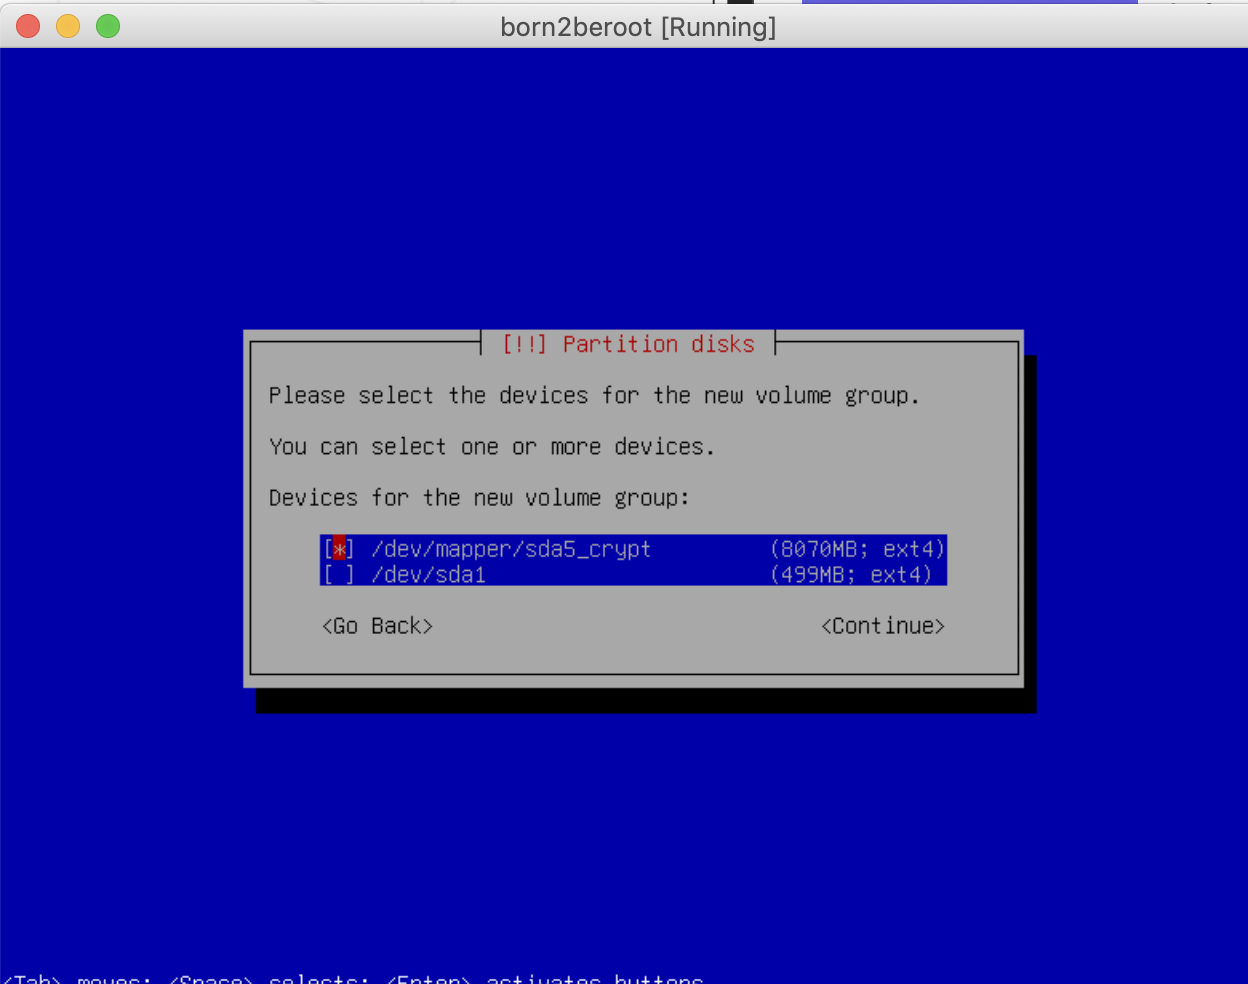 born2beroot [Running]
[!!] Partition disks
Please select the devices for the new volume group.
You can select one or more devices.
Devices for the new volume group:
[*] /dev/mapper/sda5_crypt (8070MB; ext4)
[ ] /dev/sda1 (499MB; ext4)
<Go Back> <Continue>
<Tab> moves; <Space> selects; <Enter> activates buttons